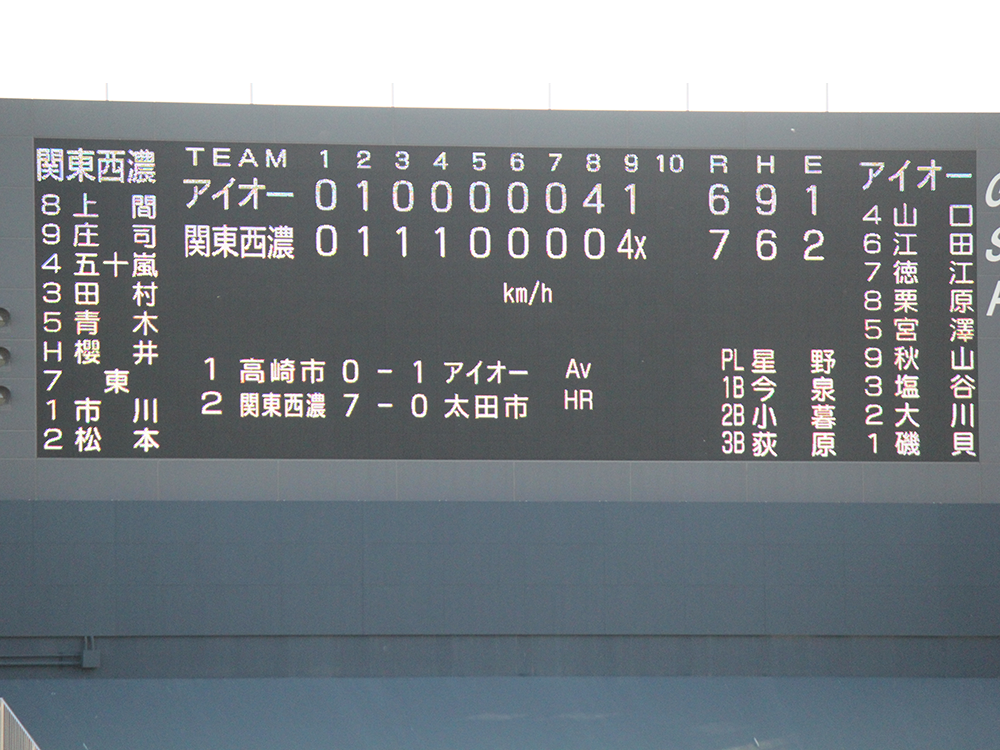 関東西濃
8 上間
9 庄司
4 五十嵐
3 田村
5 青木
H 櫻井
7 東
1 市川
2 松本
TEAM 1 2 3 4 5 6 7 8 9 10 R H E
アイオー 0 1 0 0 0 0 0 4 1 6 9 1
関東西濃 0 1 1 1 0 0 0 0 4x 7 6 2
km/h
1 高崎市 0 - 1 アイオー Av
2 関東西濃 7 - 0 太田市 HR
PL 星野
1B 今泉
2B 小暮
3B 荻原
アイオー
4 山口
6 江田
7 徳江
8 栗原
5 宮澤
9 秋山
3 塩谷
2 大川
1 磯貝